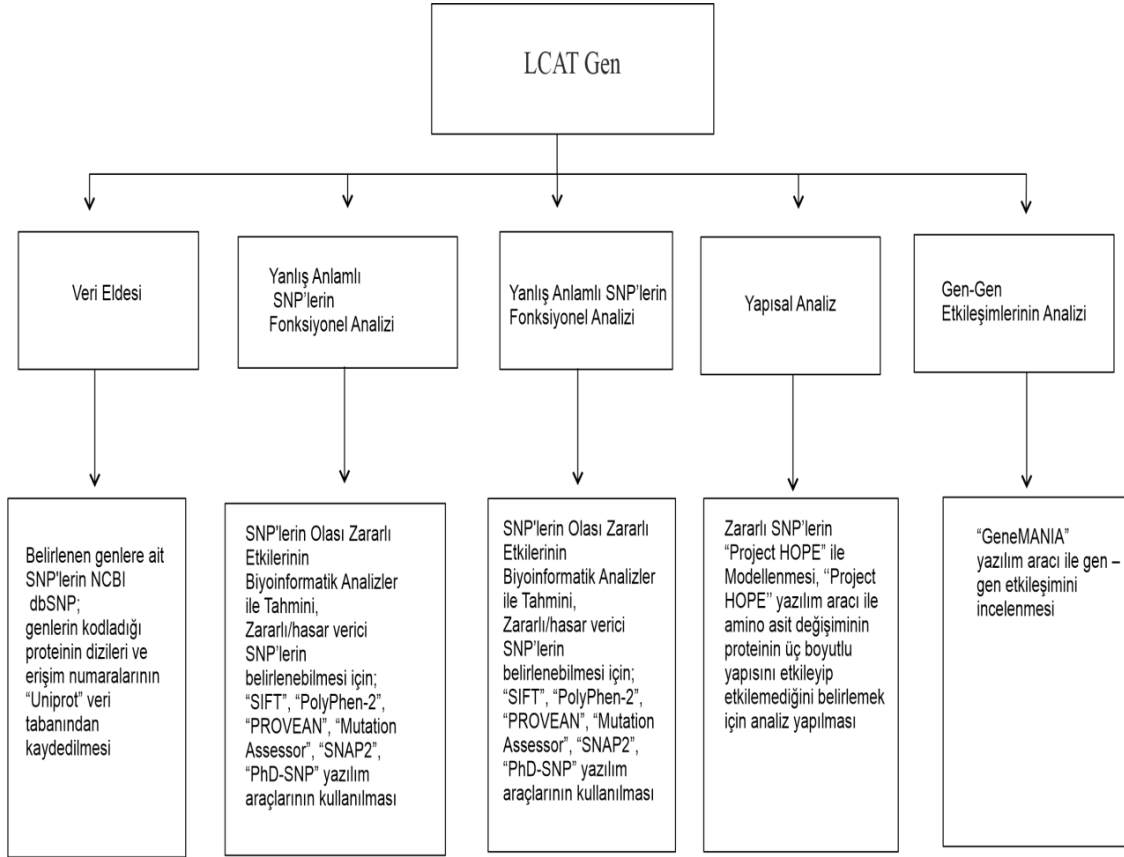 LCAT Gen
Veri Eldesi
Yanlış Anlamlı
SNP’lerin
Fonksiyonel Analizi
Yanlış Anlamlı SNP’lerin
Fonksiyonel Analizi
Yapısal Analiz
Gen-Gen
Etkileşimlerinin Analizi
Belirlenen genlere ait
SNP'lerin NCBI
dbSNP;
genlerin kodladığı
proteinin dizileri ve
erişim numaralarının
“Uniprot” veri
tabanından
kaydedilmesi
SNP'lerin Olası Zararlı
Etkilerinin
Biyoinformatik Analizler
ile Tahmini,
Zararlı/hasar verici
SNP’lerin
belirlenebilmesi için;
“SIFT”, “PolyPhen-2”,
“PROVEAN”, “Mutation
Assessor”, “SNAP2”,
“PhD-SNP” yazılım
araçlarının kullanılması
SNP'lerin Olası Zararlı
Etkilerinin
Biyoinformatik Analizler
ile Tahmini,
Zararlı/hasar verici
SNP’lerin
belirlenebilmesi için;
“SIFT”, “PolyPhen-2”,
“PROVEAN”, “Mutation
Assessor”, “SNAP2”,
“PhD-SNP” yazılım
araçlarının kullanılması
Zararlı SNP’lerin
“Project HOPE” ile
Modellenmesi, “Project
HOPE” yazılım aracı ile
amino asit değişiminin
proteinin üç boyutlu
yapısını etkileyip
etkilemediğini belirlemek
için analiz yapılması
“GeneMANIA”
yazılım aracı ile gen –
gen etkileşimini
incelenmesi